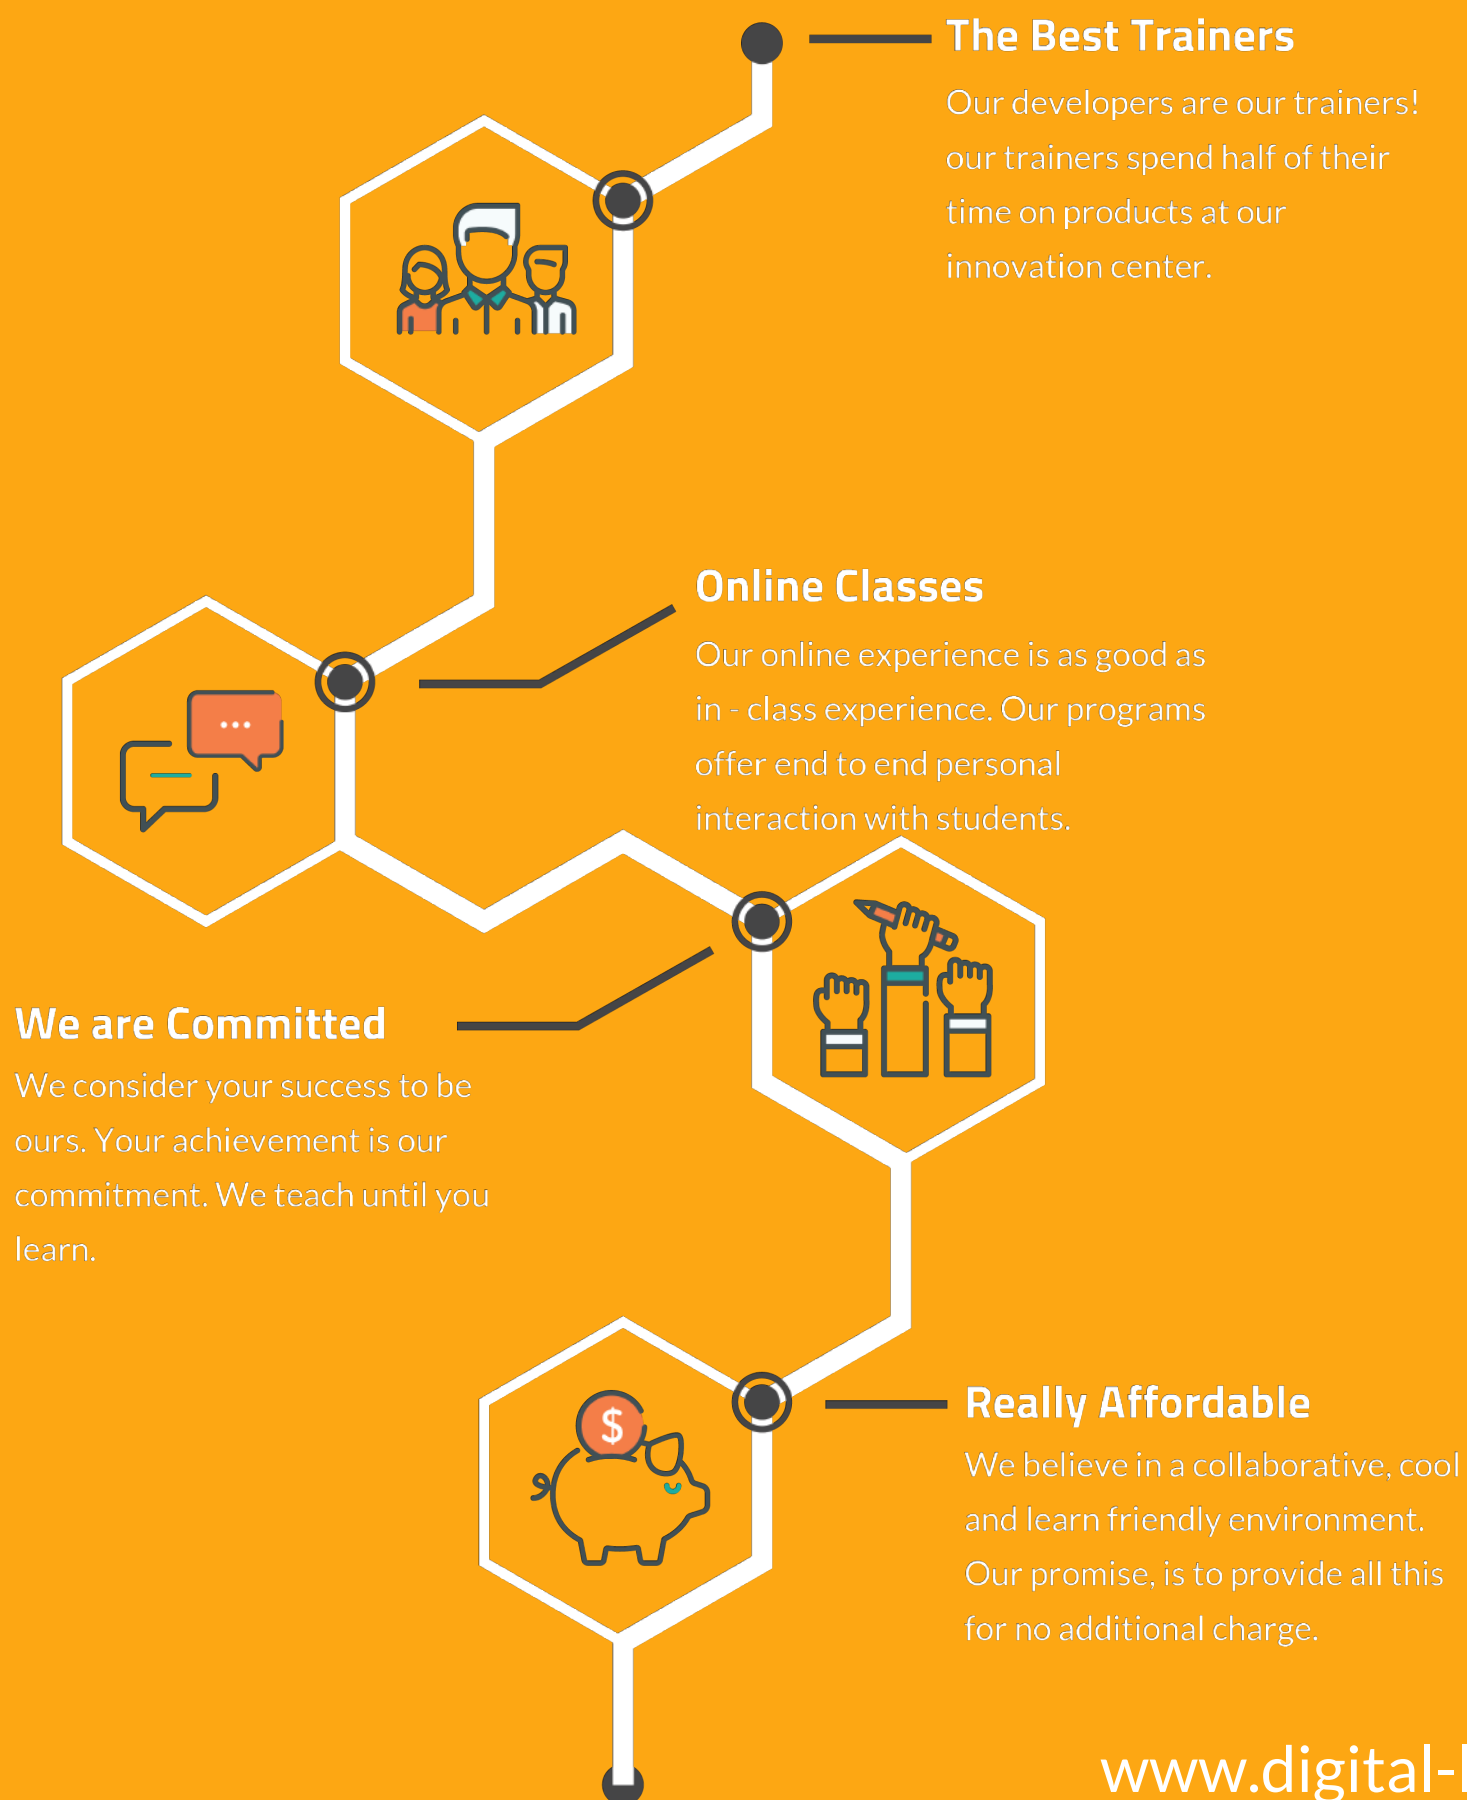 The Best Trainers
Our developers are our trainers!
our trainers spend half of their
time on products at our
innovation center.
Online Classes
Our online experience is as good as
in - class experience. Our programs
offer end to end personal
interaction with students.
We are Committed
We consider your success to be
ours. Your achievement is our
commitment. We teach until you
learn.
$
Really Affordable
We believe in a collaborative, cool
and learn friendly environment.
Our promise, is to provide all this
for no additional charge.
www.digital-